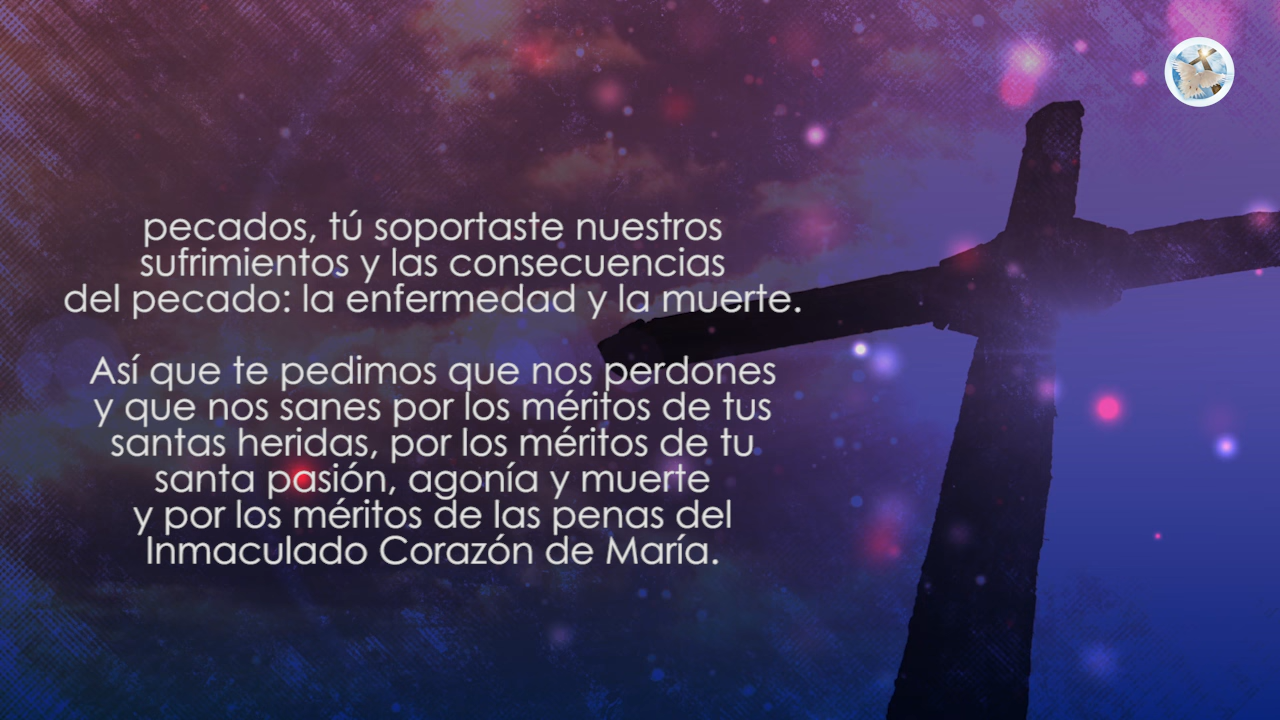 pecados, tú soportaste nuestros
sufrimientos y las consecuencias
del pecado: la enfermedad y la muerte.
Así que te pedimos que nos perdones
y que nos sanes por los méritos de tus
santas heridas, por los méritos de tu
santa pasión, agonía y muerte
y por los méritos de las penas del
Inmaculado Corazón de María.